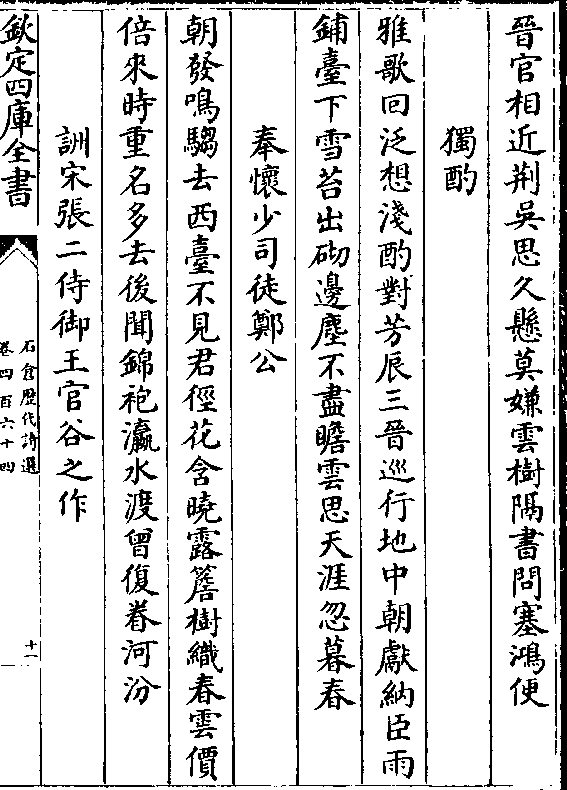 晉官相近荆吳思久懸莫嫌雲樹隔書問塞鴻便
獨酌
雅歌回泛想淺酌對芳辰三晉巡行地中朝獻納臣雨
鋪臺下雪苔出砌邊塵不盡瞻雲思天涯忽暮春
奉懷少司徒鄭公
朝發鳴騶去西臺不見君徑花含曉露簷樹織春雲價
倍來時重名多去後聞錦袍瀛水渡曾復眷河汾
詶宋張二侍御王官谷之作
欽定四庫全書
石倉歷代詩選
卷四百六十四
十一